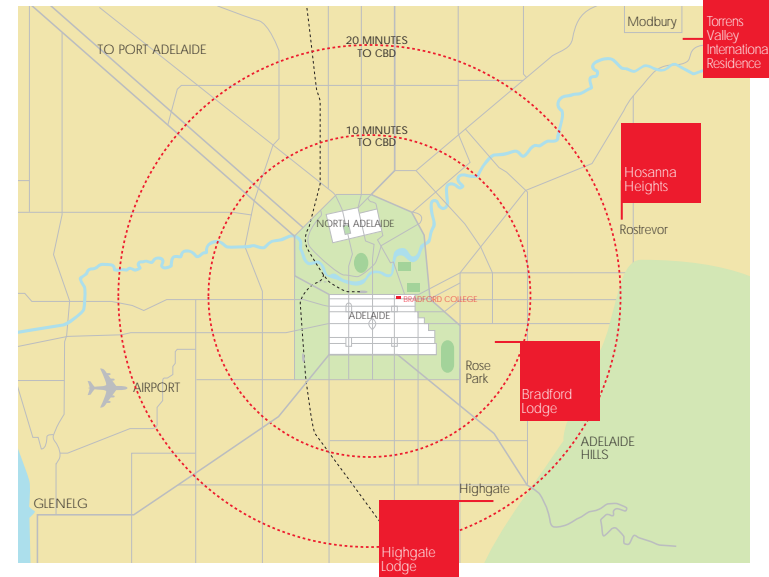 Modbury
Torrens
Valley
Internationa
Residence
TO PORT ADELAIDE
20 MINUTES
TO CBD
10 MINUTES
TO CBD
Hosanna
Heights
Rostrevor
NORTH ADELAIDE
BRADFORD COLLEGE
ADELAIDE
Rose
Park
AIRPORT
Bradford
Lodge
ADELAIDE
HILLS
Highgate
GLENELG
Highgate
Lodge